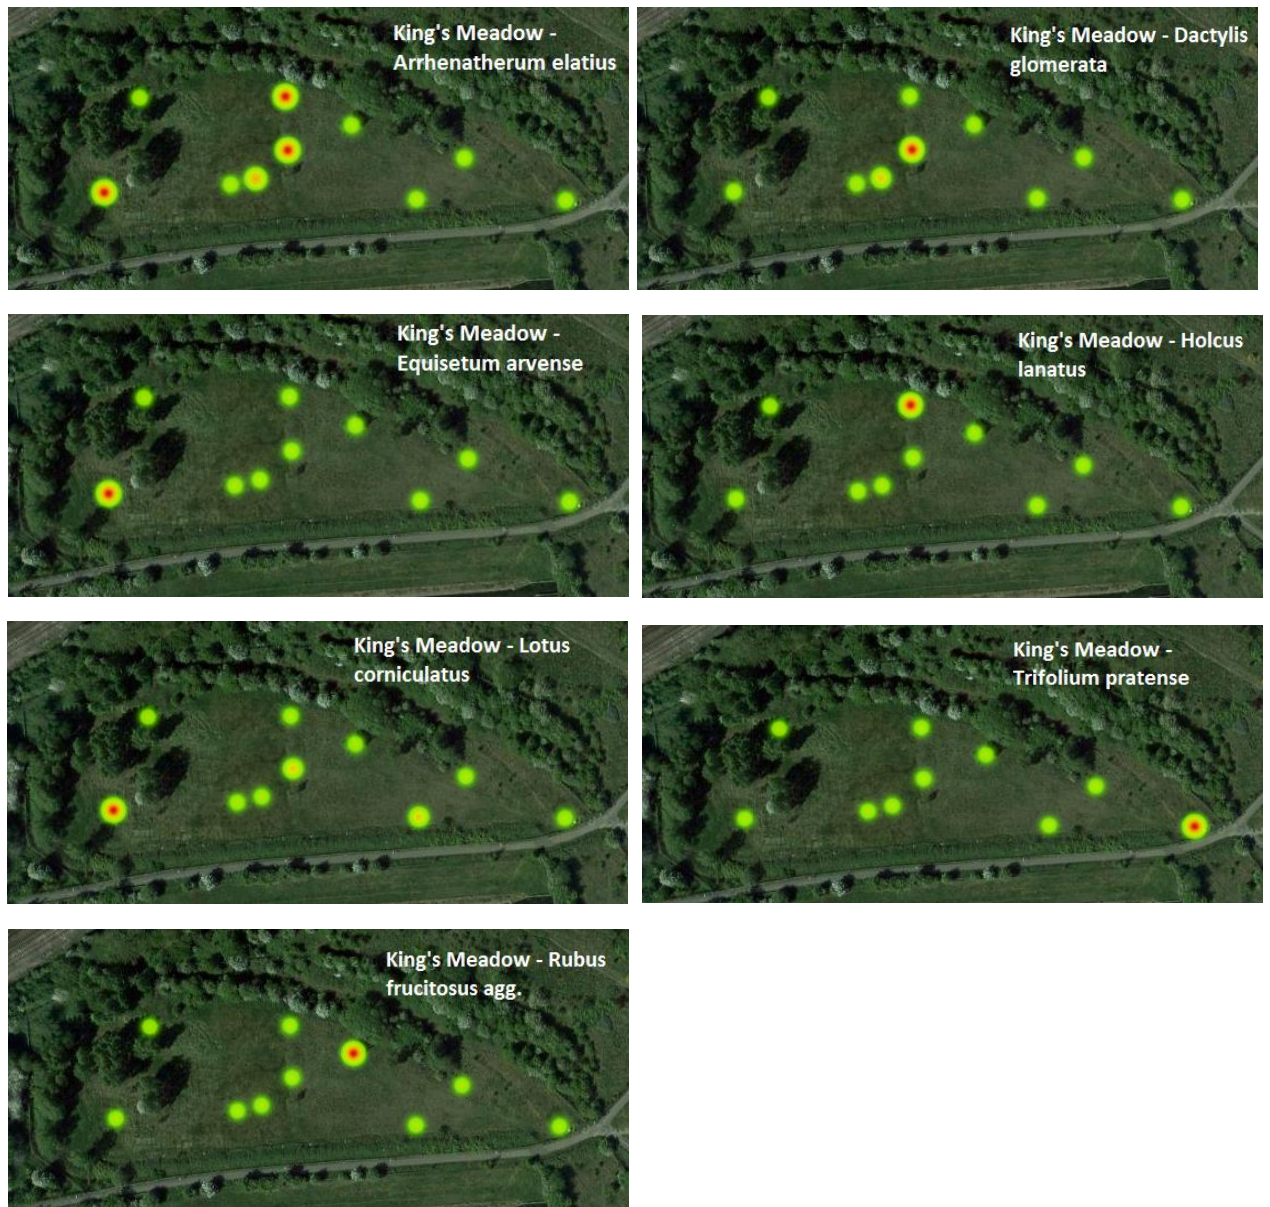 King's Meadow -
Arrhenatherum elatius
King's Meadow - Dactylis
glomerata
King's Meadow -
Equisetum arvense
King's Meadow - Holcus
lanatus
King's Meadow - Lotus
corniculatus
King's Meadow -
Trifolium pratense
King's Meadow - Rubus
frucitosus agg.